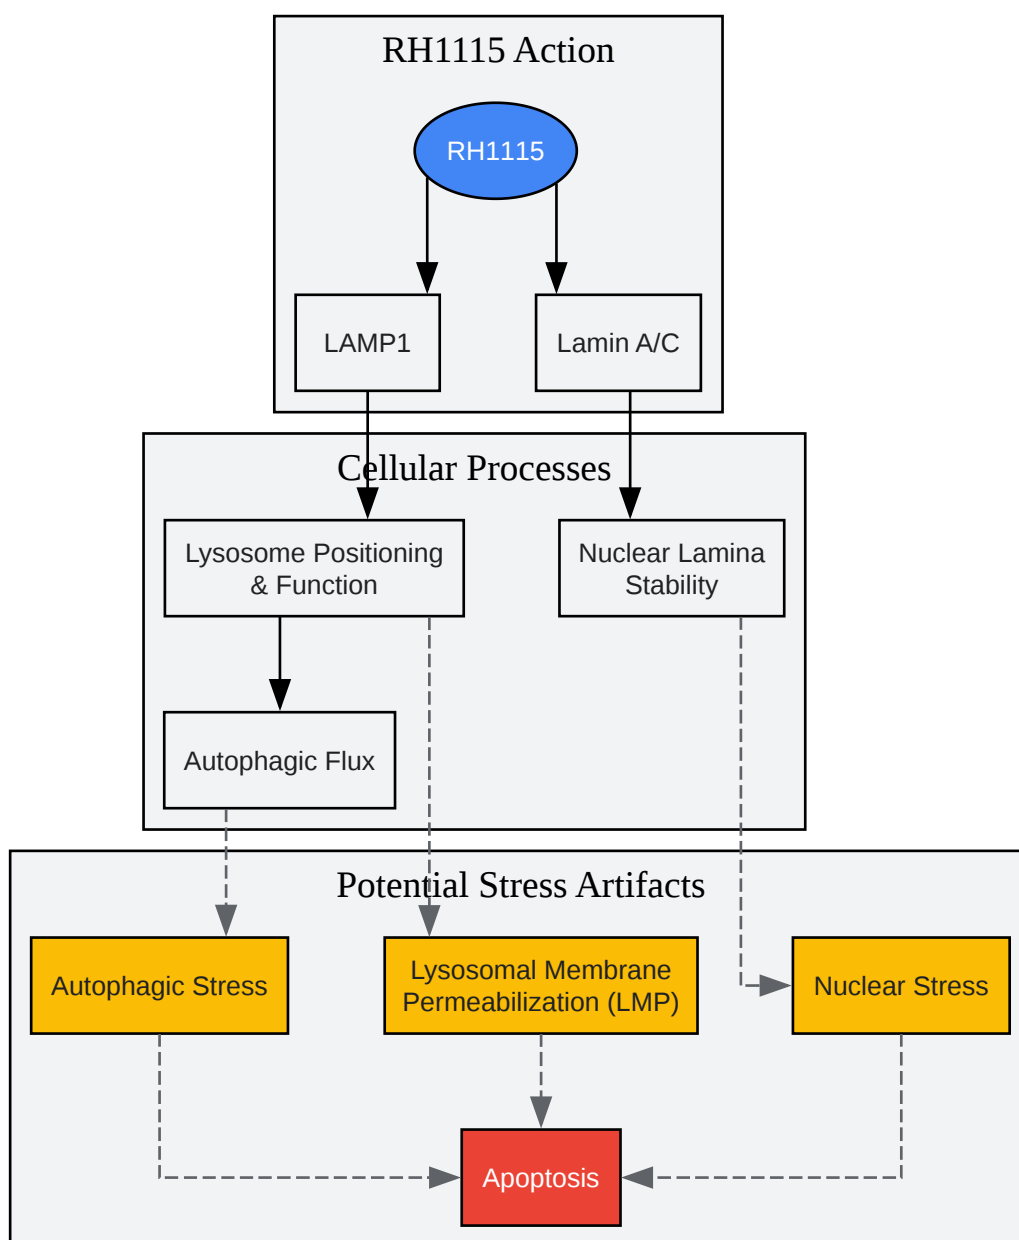 RH1115 Action
RH1115
LAMP1
Lamin A/C
Cellular Processes
Lysosome Positioning
& Function
Nuclear Lamina
Stability
Autophagic Flux
Potential Stress Artifacts
Autophagic Stress
Lysosomal Membrane
Permeabilization (LMP)
Nuclear Stress
Apoptosis